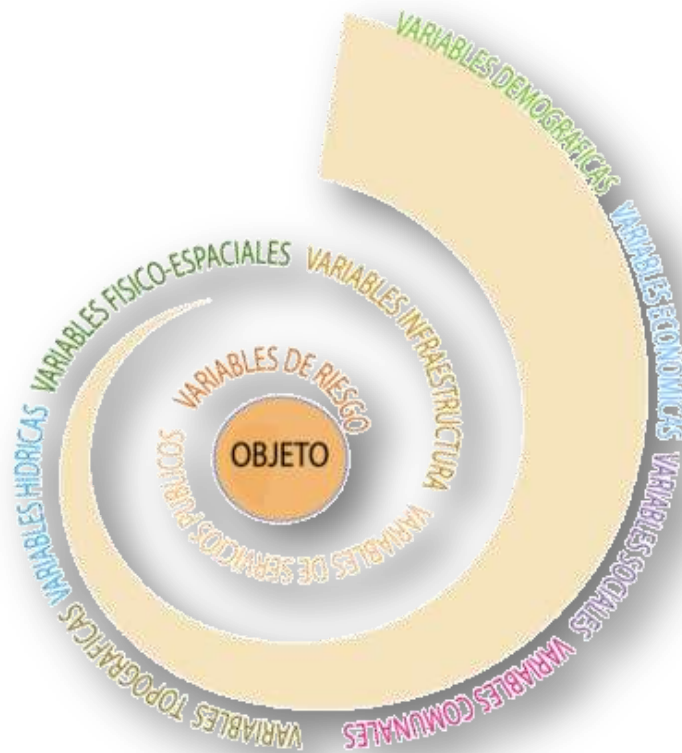 VARIABLES DEMOGRAFICAS
VARIABLES ECONOMICAS
VARIABLES SOCIALES
VARIABLES COMUNALES
VARIABLES TOPOGRAFICAS
VARIABLES HIDRICAS
VARIABLES FISICO-ESPACIALES
VARIABLES INFRAESTRUCTURA
VARIABLES DE SERVICIOS PUBLICOS
VARIABLES DE RIESGO
OBJETO